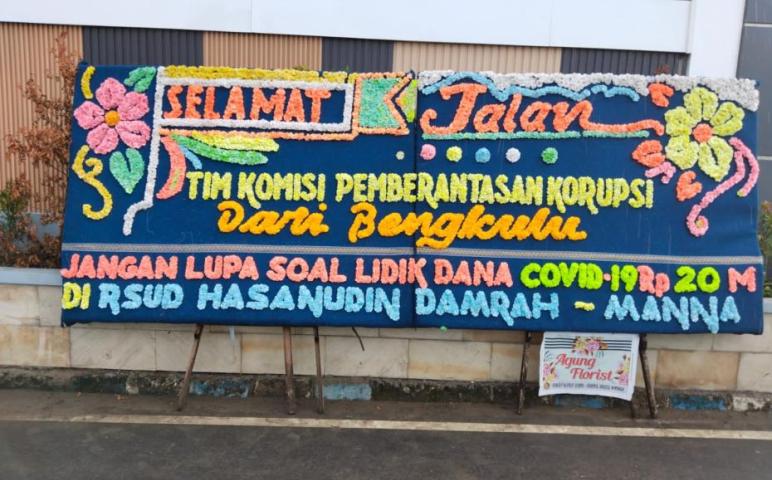 SELAMAT Jalan
TIM KOMISI PEMBERANTASAN KORUPSI
Dari Bengkulu
JANGAN LUPA SOAL LIDIK DANA COVID-19 Rp 20 M
DI RSUD HASANUDIN DAMRAH - MANNA
Agung
Florist